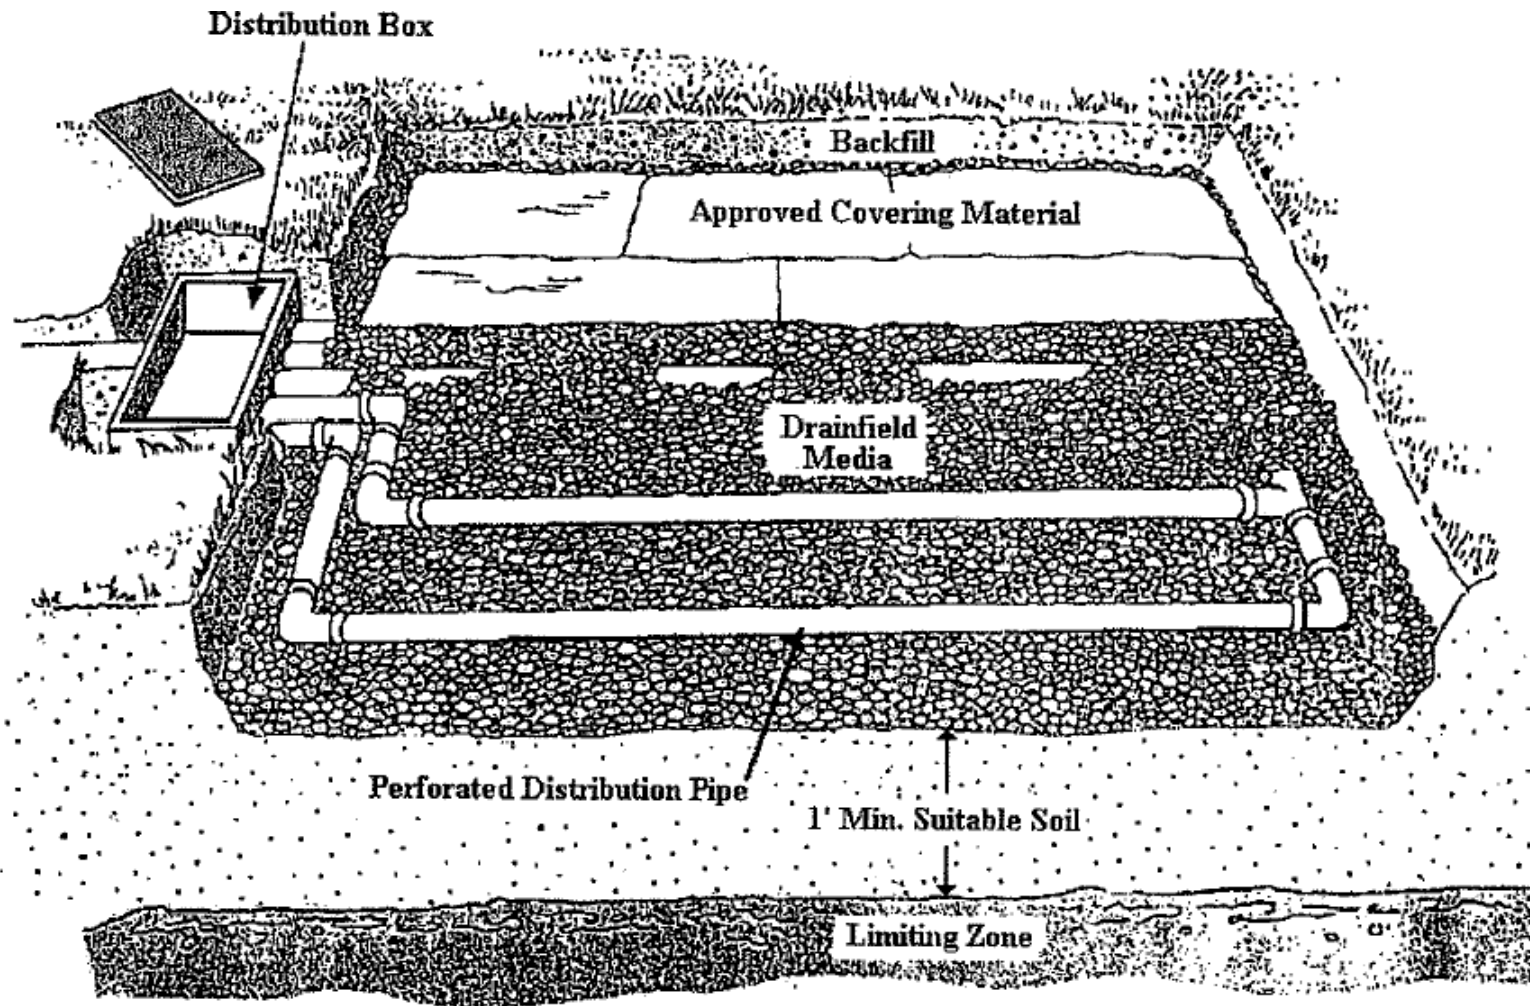 Distribution Box
Backfill
Approved Covering Material
Drainfield
Media
Perforated Distribution Pipe
1' Min. Suitable Soil
Limiting Zone